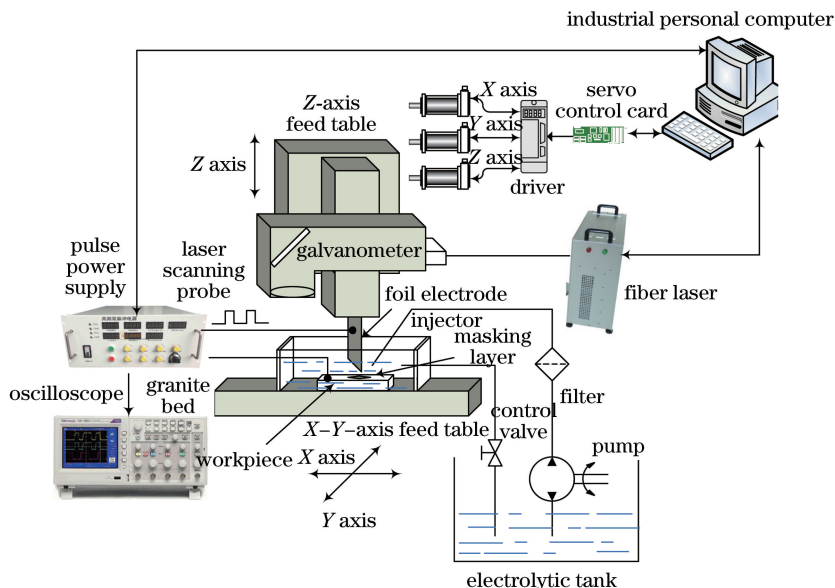 industrial personal computer
X axis
Y axis
Z axis
servo
control card
driver
Z-axis
feed table
Z axis
pulse
power
supply
laser
scanning
probe
galvanometer
fiber laser
foil electrode
injector
masking
layer
oscilloscope
granite
bed
filter
control
valve
X–Y–axis feed table
workpiece
X axis
Y axis
pump
electrolytic tank